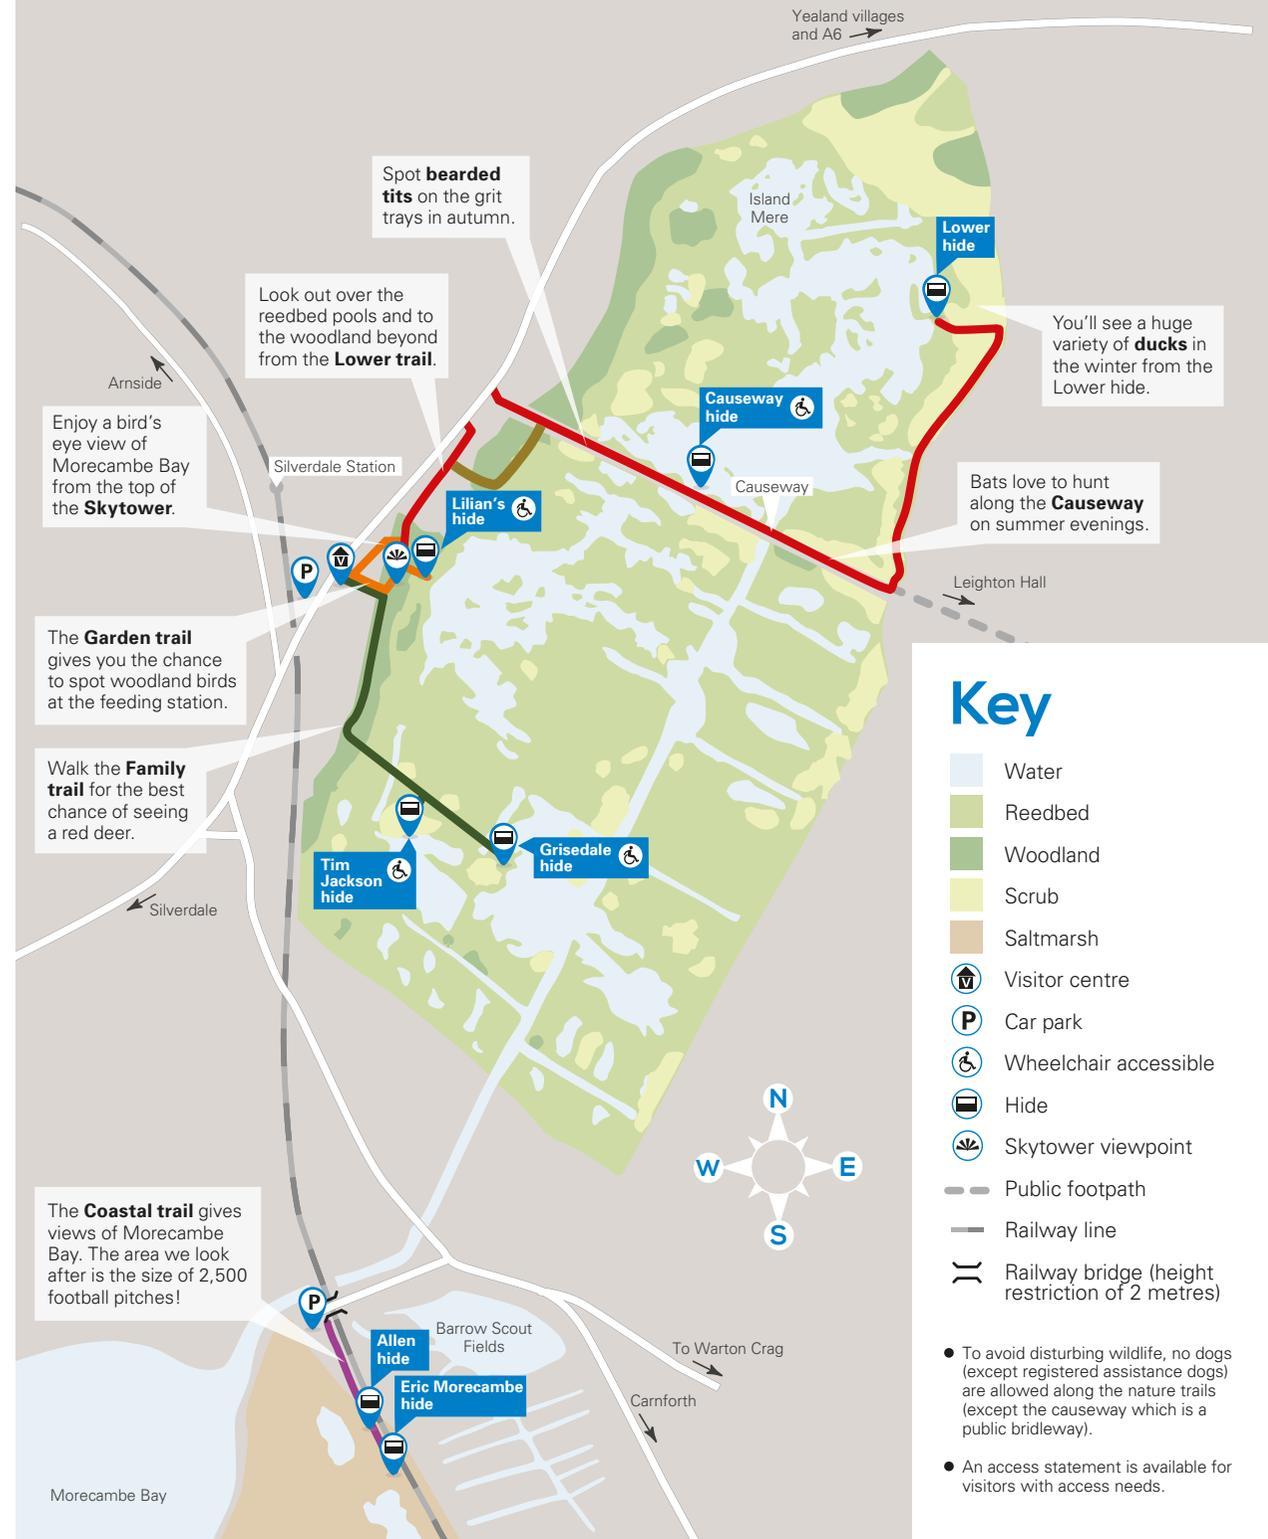 Yealand villages
and A6
Spot bearded
tits on the grit
trays in autumn.
Island
Mere
Lower
hide
Look out over the
reedbed pools and to
the woodland beyond
from the Lower trail.
You'll see a huge
variety of ducks in
the winter from the
Lower hide.
Arnside
Causeway
hide
Enjoy a bird's
eye view of
Morecambe Bay
from the top of
the Skytower.
Silverdale Station
Causeway
Bats love to hunt
along the Causeway
on summer evenings.
Lilian's
hide
P
V
Leighton Hall
The Garden trail
gives you the chance
to spot woodland birds
at the feeding station.
Walk the Family
trail for the best
chance of seeing
a red deer.
Tim
Jackson
hide
Grisedale
hide
Silverdale
N
W
E
S
The Coastal trail gives
views of Morecambe
Bay. The area we look
after is the size of 2,500
football pitches!
P
Allen
hide
Barrow Scout
Fields
Eric Morecambe
hide
To Warton Crag
Carnforth
Morecambe Bay
Key
Water
Reedbed
Woodland
Scrub
Saltmarsh
V
Visitor centre
P
Car park
Wheelchair accessible
Hide
Skytower viewpoint
Public footpath
Railway line
Railway bridge (height
restriction of 2 metres)
● To avoid disturbing wildlife, no dogs
(except registered assistance dogs)
are allowed along the nature trails
(except the causeway which is a
public bridleway).
● An access statement is available for
visitors with access needs.